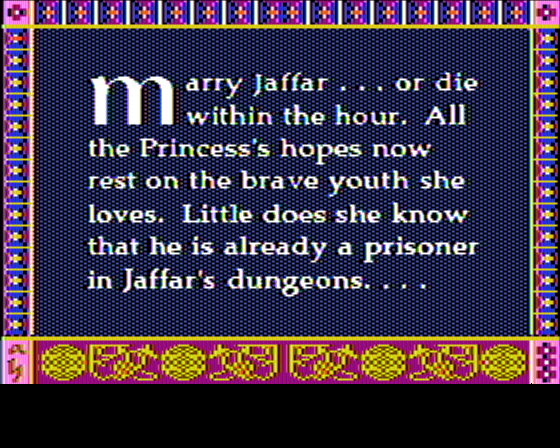 Marry Jaffar . . . or die
within the hour. All
the Princess's hopes now
rest on the brave youth she
loves. Little does she know
that he is already a prisoner
in Jaffar's dungeons. . . .